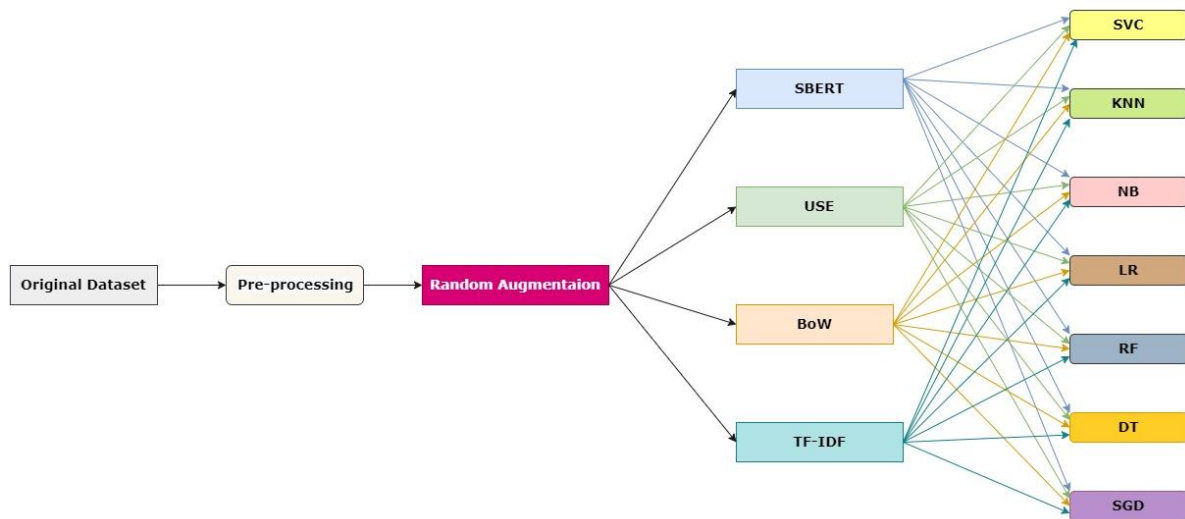 Original Dataset
Pre-processing
Random Augmentaion
SBERT
USE
BoW
TF-IDF
SVC
KNN
NB
LR
RF
DT
SGD